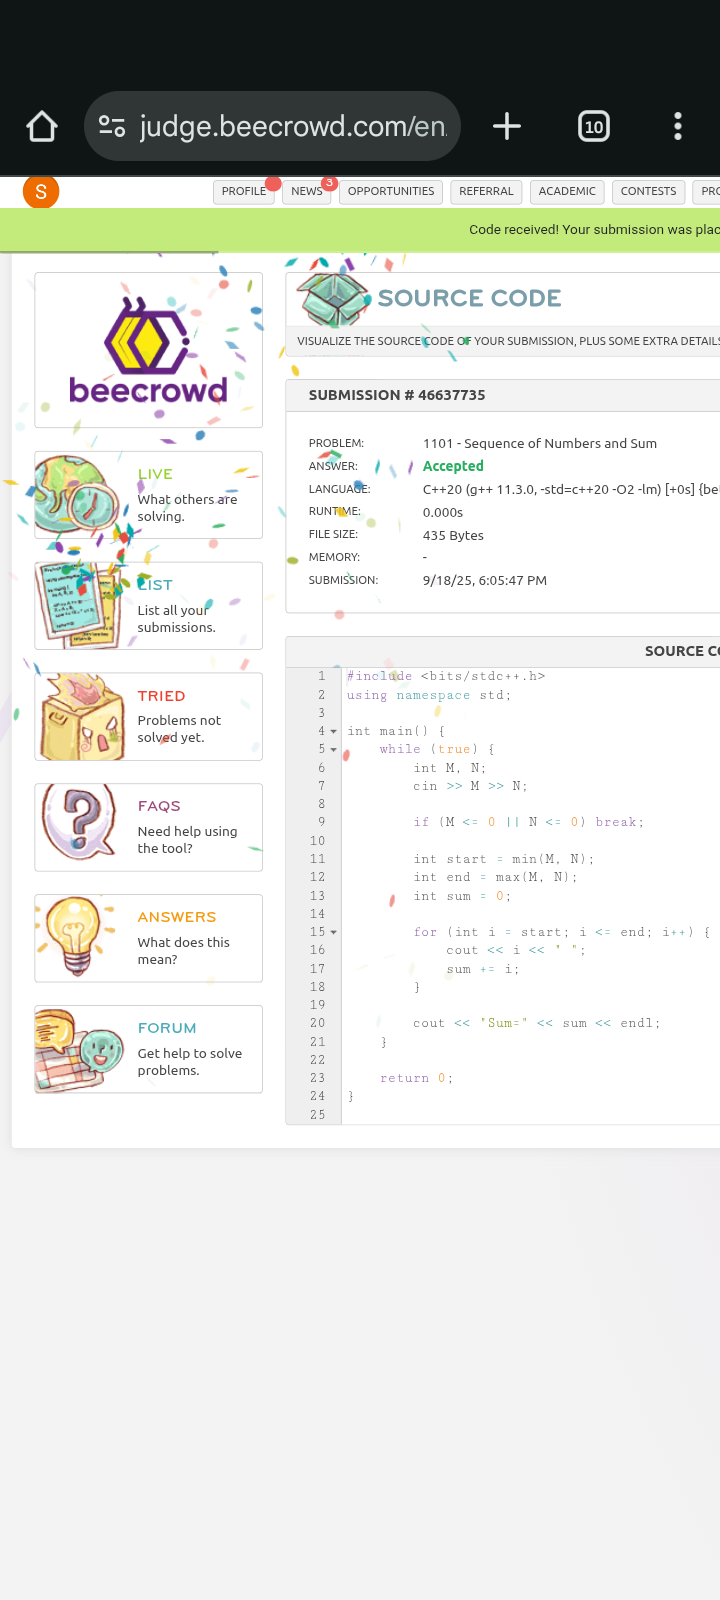 judge.beecrowd.com/en.
10
S
PROFILE NEWS 3 OPPORTUNITIES REFERRAL ACADEMIC CONTESTS PRO
Code received! Your submission was plac
beecrowd
LIVE
What others are
solving.
LIST
List all your
submissions.
TRIED
Problems not
solved yet.
FAQS
Need help using
the tool?
ANSWERS
What does this
mean?
FORUM
Get help to solve
problems.
SOURCE CODE
VISUALIZE THE SOURCE CODE OF YOUR SUBMISSION, PLUS SOME EXTRA DETAILS
SUBMISSION # 46637735
PROBLEM: 1101 - Sequence of Numbers and Sum
ANSWER: Accepted
LANGUAGE: C++20 (g++ 11.3.0, -std=c++20 -O2 -lm) [+0s] {be
RUNTIME: 0.000s
FILE SIZE: 435 Bytes
MEMORY: -
SUBMISSION: 9/18/25, 6:05:47 PM
SOURCE CO
1 #include <bits/stdc++.h>
2 using namespace std;
3
4 int main() {
5 while (true) {
6 int M, N;
7 cin >> M >> N;
8
9 if (M <= 0 || N <= 0) break;
10
11 int start = min(M, N);
12 int end = max(M, N);
13 int sum = 0;
14
15 for (int i = start; i <= end; i++) {
16 cout << i << " ";
17 sum += i;
18 }
19
20 cout << "Sum=" << sum << endl;
21 }
22
23 return 0;
24 }
25